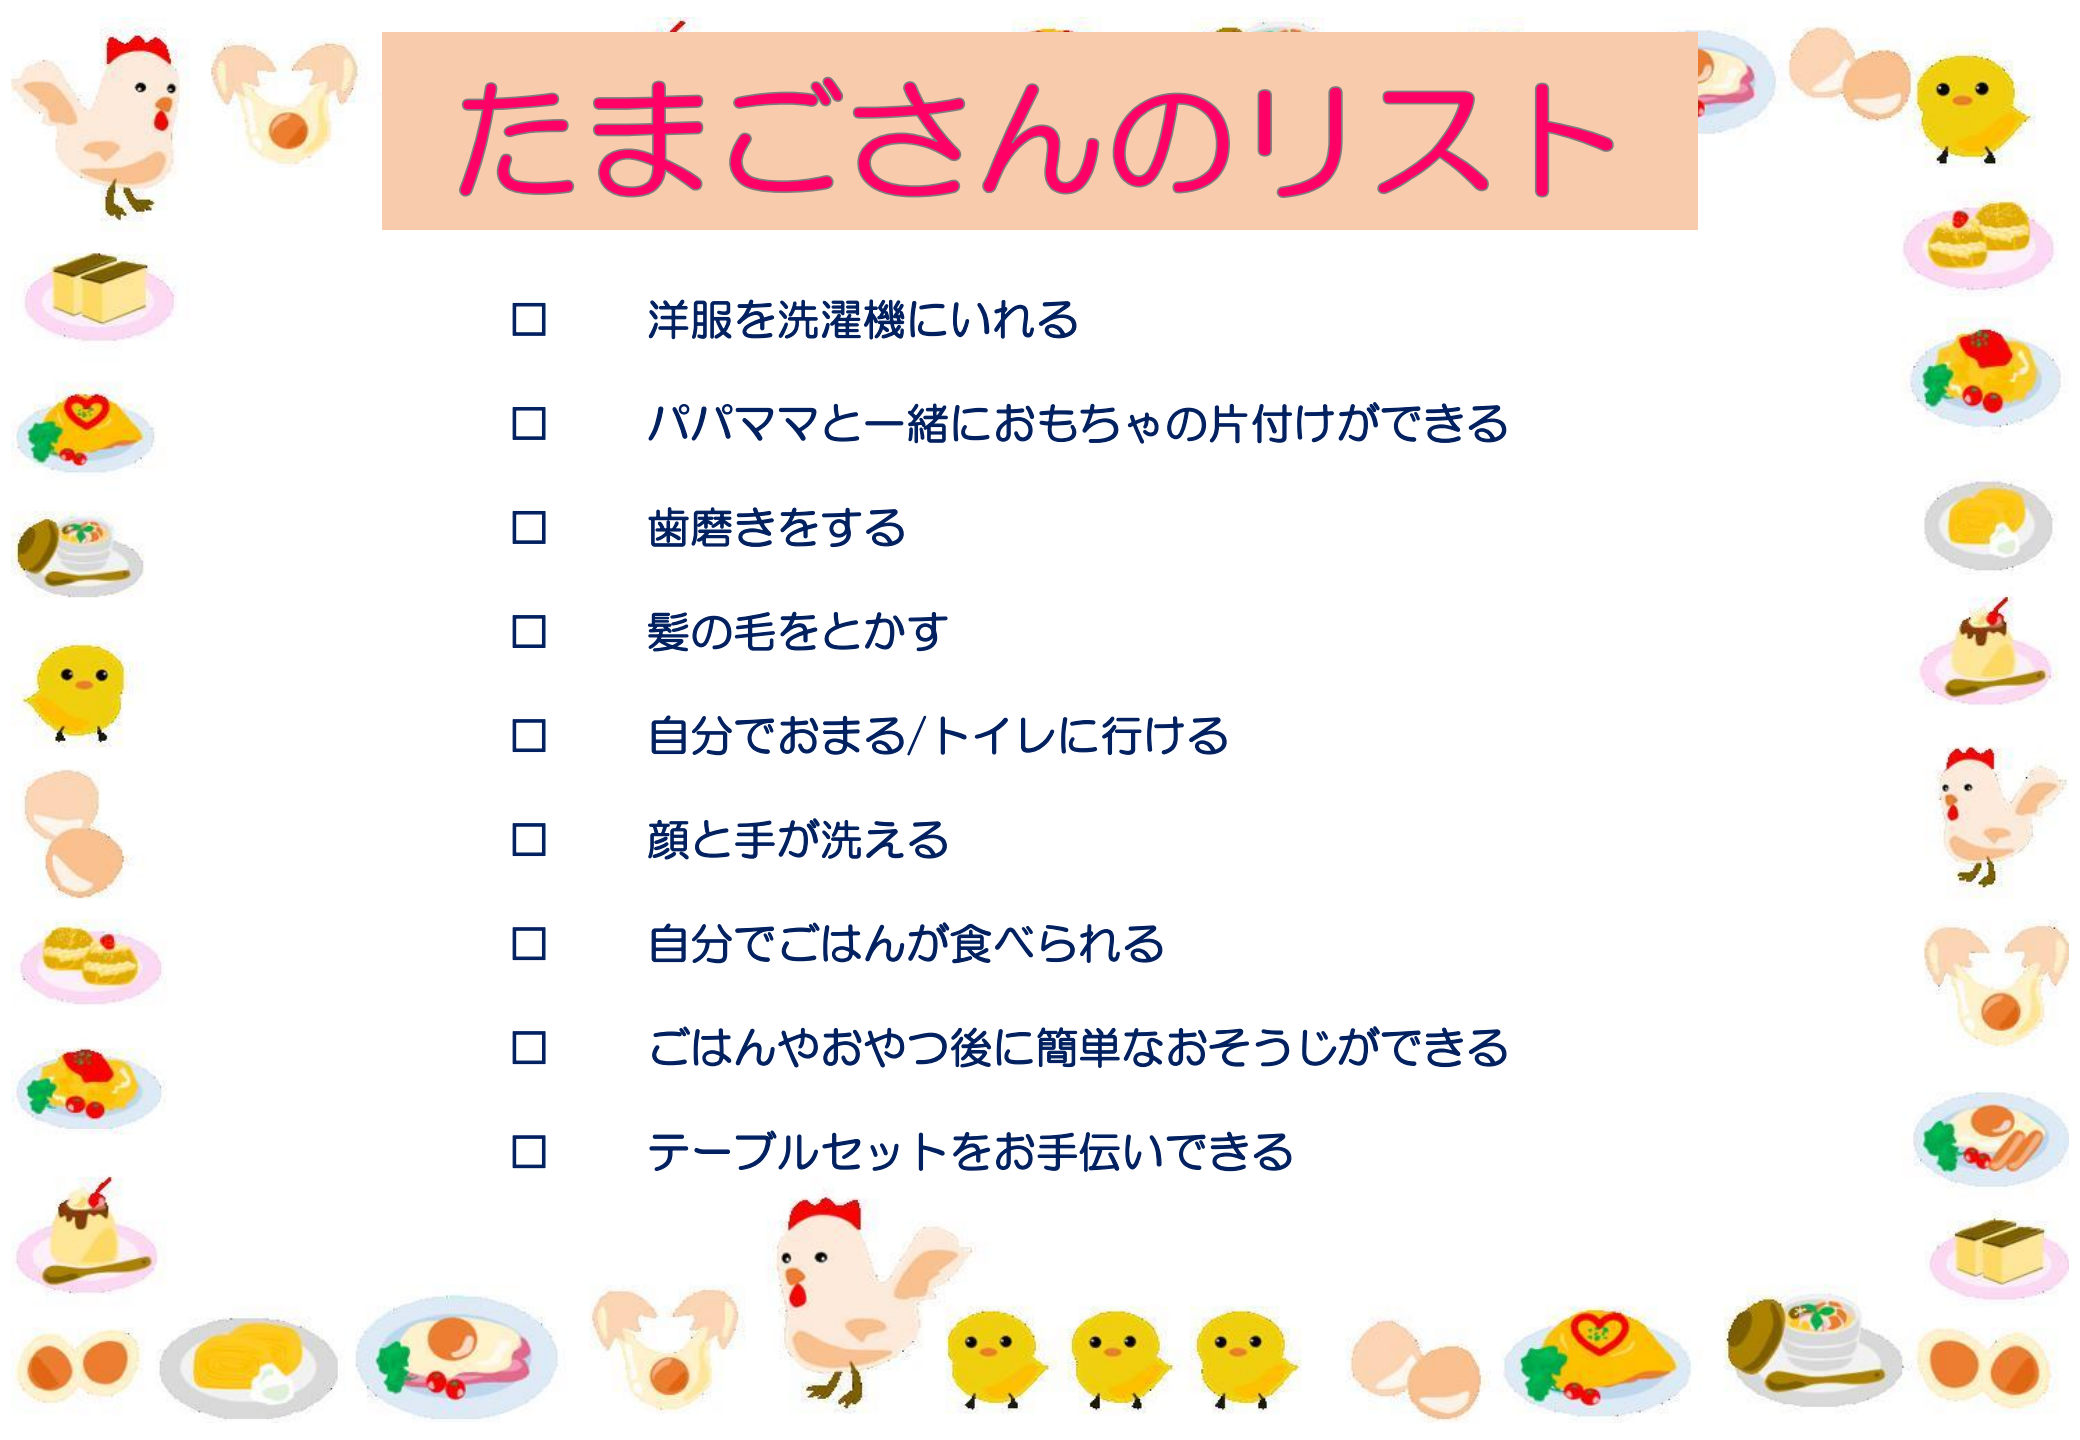 たまごさんのリスト
□ 洋服を洗濯機にいれる
□ パパママと一緒におもちゃの片付けができる
□ 歯磨きをする
□ 髪の毛をとかす
□ 自分でおまる/トイレに行ける
□ 顔と手が洗える
□ 自分でごはんが食べられる
□ ごはんやおやつ後に簡単なおそうじができる
□ テーブルセットをお手伝いできる